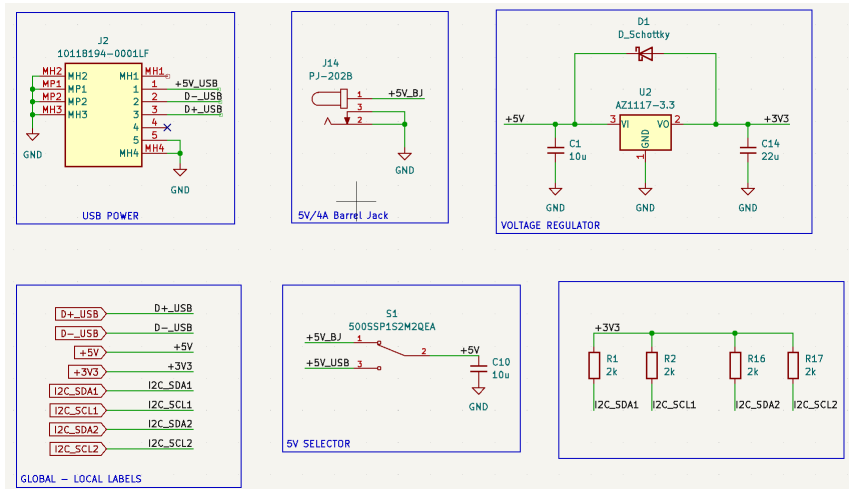 J2
10118194-0001LF
MH2 MH2 MH1 MH1
MP1 MP1 1 1 +5V_USB
MP2 MP2 2 2 D-_USB
MH3 MH3 3 3 D+_USB
4 4
5 5
MH4 MH4
GND
GND
USB POWER
J14
PJ-202B
1 +5V_BJ
3
2
GND
5V/4A Barrel Jack
D1
D_Schottky
U2
AZ1117-3.3
+5V 3 VI VO 2 +3V3
GND
1
C1
10u
C14
22u
GND GND GND
VOLTAGE REGULATOR
D+_USB D+_USB
D-_USB D-_USB
+5V +5V
+3V3 +3V3
I2C_SDA1 I2C_SDA1
I2C_SCL1 I2C_SCL1
I2C_SDA2 I2C_SDA2
I2C_SCL2 I2C_SCL2
GLOBAL - LOCAL LABELS
S1
500SSP1S2M2QEA
+5V_BJ 1
2 +5V
+5V_USB 3
C10
10u
GND
5V SELECTOR
+3V3
R1 R2 R16 R17
2k 2k 2k 2k
I2C_SDA1 I2C_SCL1 I2C_SDA2 I2C_SCL2